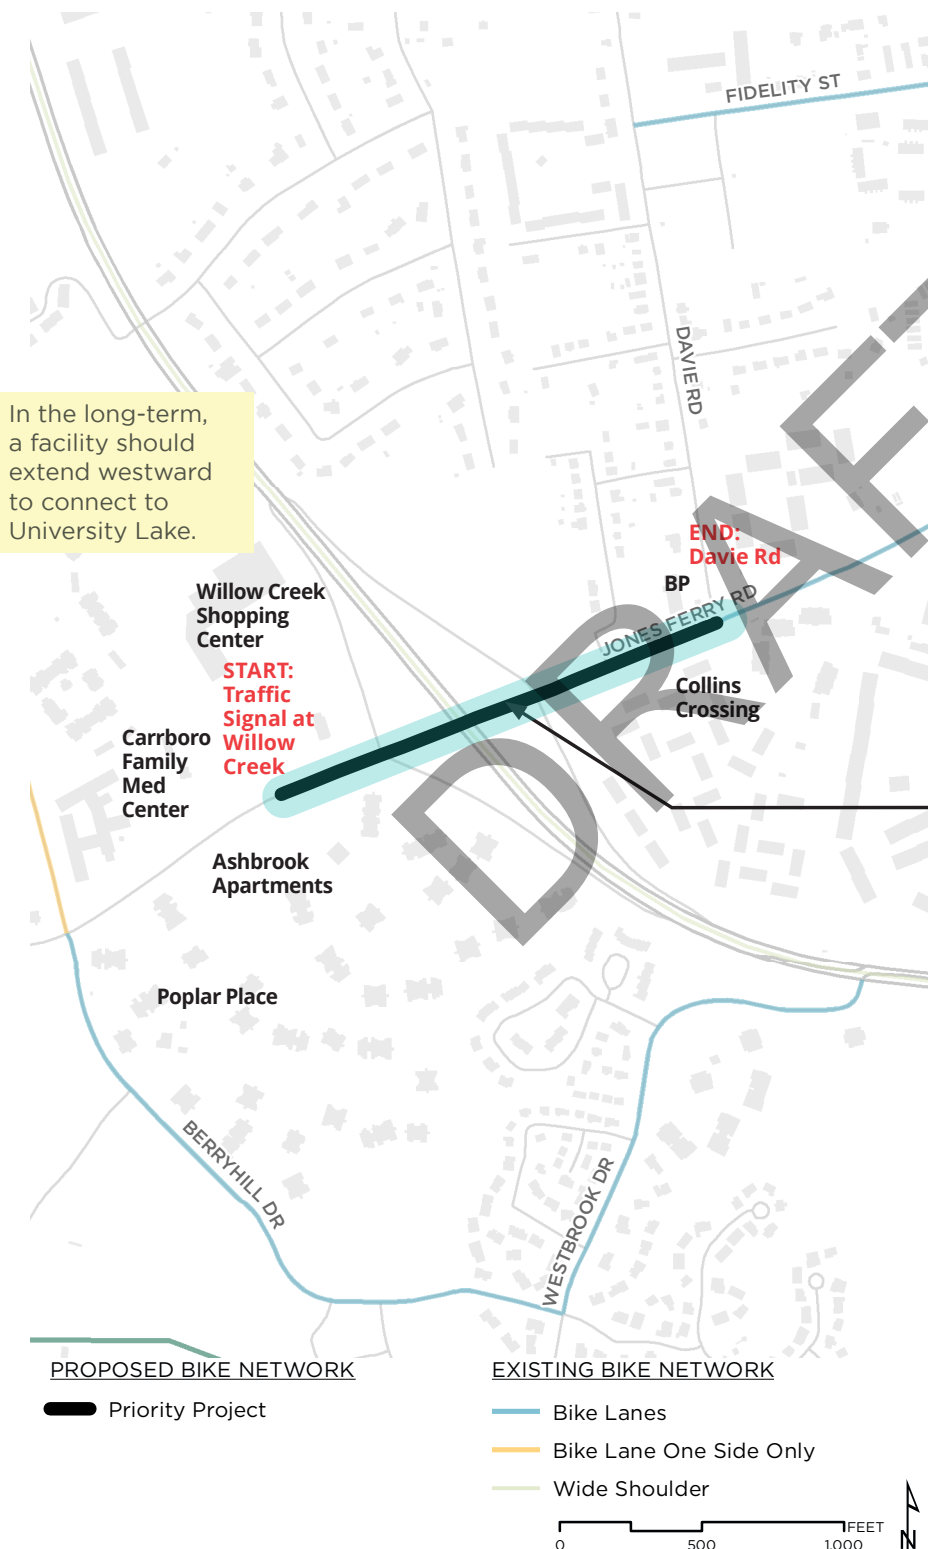 FIDELITY ST
DAVIE RD
In the long-term,
a facility should
extend westward
to connect to
University Lake.
END:
Davie Rd
BP
JONES FERRY RD
Willow Creek
Shopping
Center
START:
Traffic
Signal at
Willow
Creek
Collins
Crossing
Carrboro
Family
Med
Center
Ashbrook
Apartments
Poplar Place
DRAF
BERRYHILL DR
WESTBROOK DR
PROPOSED BIKE NETWORK
Priority Project
EXISTING BIKE NETWORK
Bike Lanes
Bike Lane One Side Only
Wide Shoulder
FEET
0 500 1,000
N